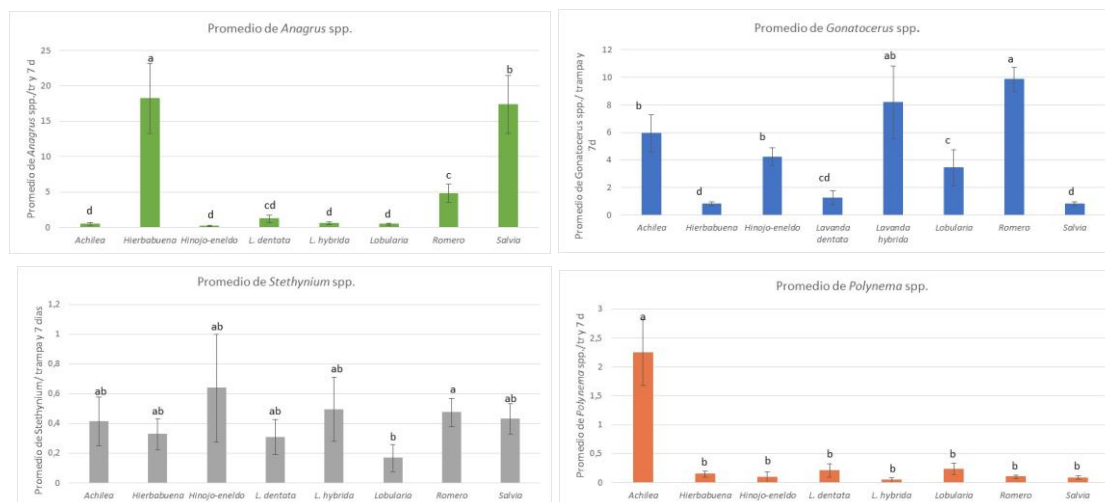 Promedio de Anagrus spp.
Promedio de Anagrus spp./tr y 7 d
25
20
15
10
5
0
a
b
c
d
d
cd
d
d
Achilea Hierbabuena Hinojo-eneldo L. dentata L. hybrida Lobularia Romero Salvia
Promedio de Gonatocerus spp.
Promedio de Gonatocerus spp./ trampa y
7d
12
10
8
6
4
2
0
b
d
b
cd
ab
c
a
d
Achilea Hierbabuena Hinojo-eneldo Lavanda Lavanda Lobularia Romero Salvia
dentata hybrida
Promedio de Stethynium spp.
Promedio de Stethynium/ trampa y 7 dias
1,2
1
0,8
0,6
0,4
0,2
0
ab
ab
ab
ab
ab
b
a
ab
Achilea Hierbabuena Hinojo-eneldo L. dentata L. hybrida Lobularia Romero Salvia
Promedio de Polynema spp.
Promedio de Polynema spp./tr y 7 d
3
2,5
2
1,5
1
0,5
0
a
b
b
b
b
b
b
b
Achilea Hierbabuena Hinojo-eneldo L. dentata L. hybrida Lobularia Romero Salvia